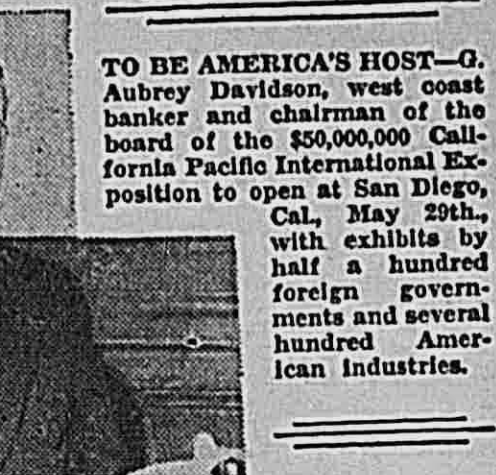 TO BE AMERICA'S HOST—G.
Aubrey Davidson, west coast
banker and chairman of the
board of the $50,000,000 Cali-
fornia Pacific International Ex-
position to open at San Diego,
Cal., May 29th.,
with exhibits by
half a hundred
foreign govern-
ments and several
hundred Amer-
ican industries.